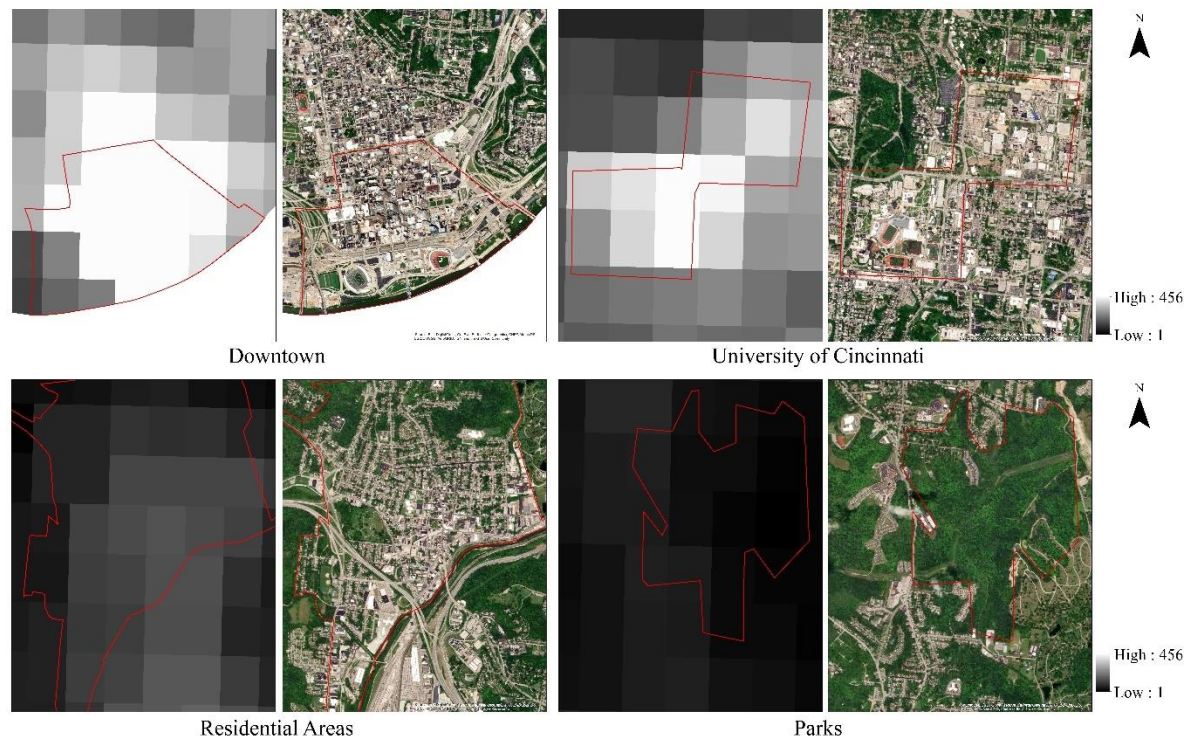 N
High : 456
Low : 1
Downtown
University of Cincinnati
N
High : 456
Low : 1
Residential Areas
Parks